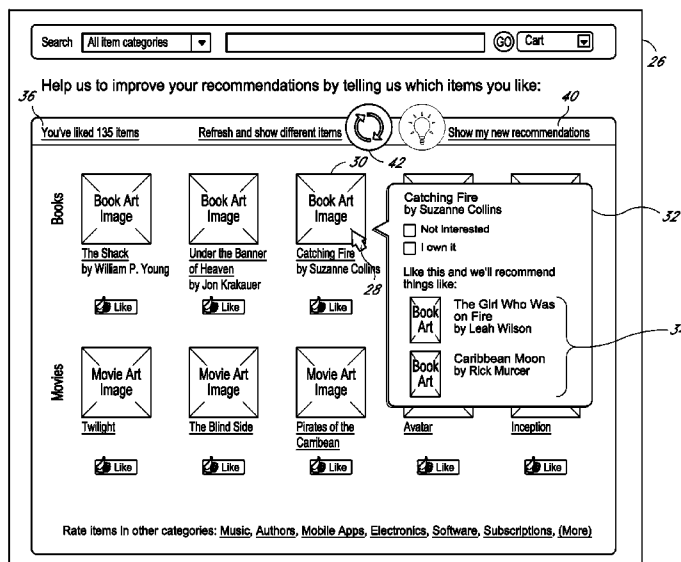 Search All item categories GO Cart
26
Help us to improve your recommendations by telling us which items you like:
36
40
You've liked 135 items Refresh and show different items Show my new recommendations
30
42
Books
Book Art Image
Book Art Image
Book Art Image
The Shack
by William P. Young
Under the Banner
of Heaven
by Jon Krakauer
Catching Fire
by Suzanne Collins
28
Like Like Like
Catching Fire
by Suzanne Collins
32
Not Interested
I own it
Like this and we'll recommend
things like:
Book Art
The Girl Who Was
on Fire
by Leah Wilson
Book Art
Caribbean Moon
by Rick Murcer
Movies
Movie Art Image
Movie Art Image
Movie Art Image
Twilight
The Blind Side
Pirates of the
Carribean
Avatar
Inception
Like Like Like Like Like
Rate items in other categories: Music, Authors, Mobile Apps, Electronics, Software, Subscriptions, (More)